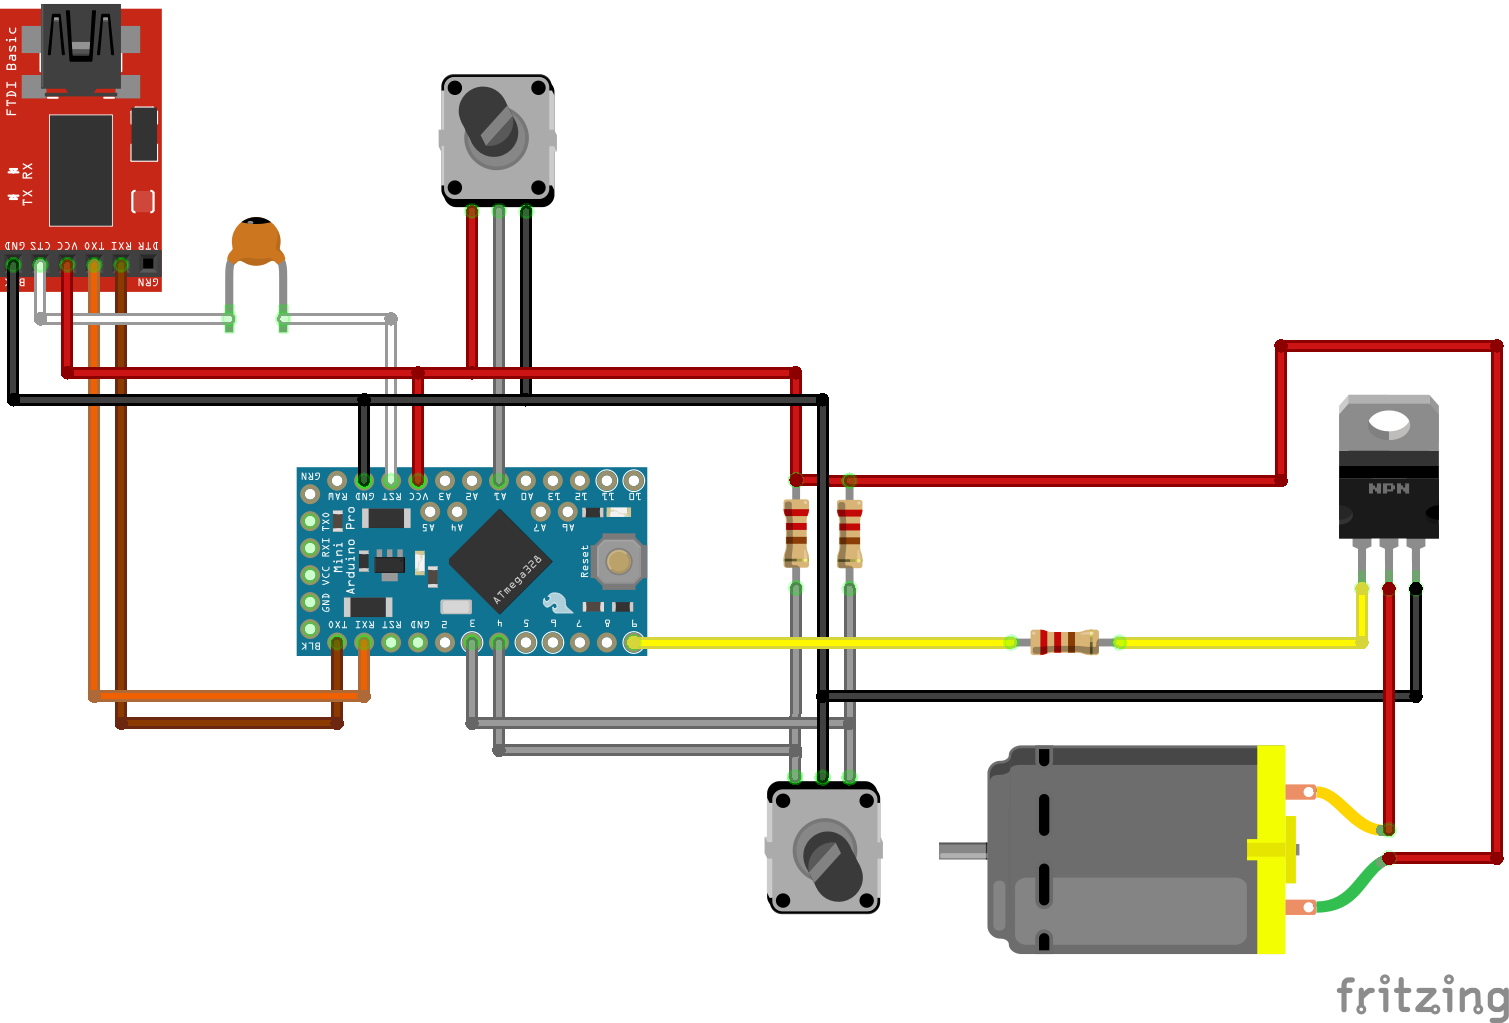 FTDI Basic
TX RX
GND CTS VCC TXO RXI DTR
GRN
GRN RAW GND RST VCC A3 A2 A1 A0 13 12 11 10
A5 A4 A7 A6
TXO
RXI
VCC
GND
BLK
Arduino Pro
Mini
ATmega328
Reset
TXO RXI RST GND 2 3 4 5 6 7 8 9
NPN
fritzing